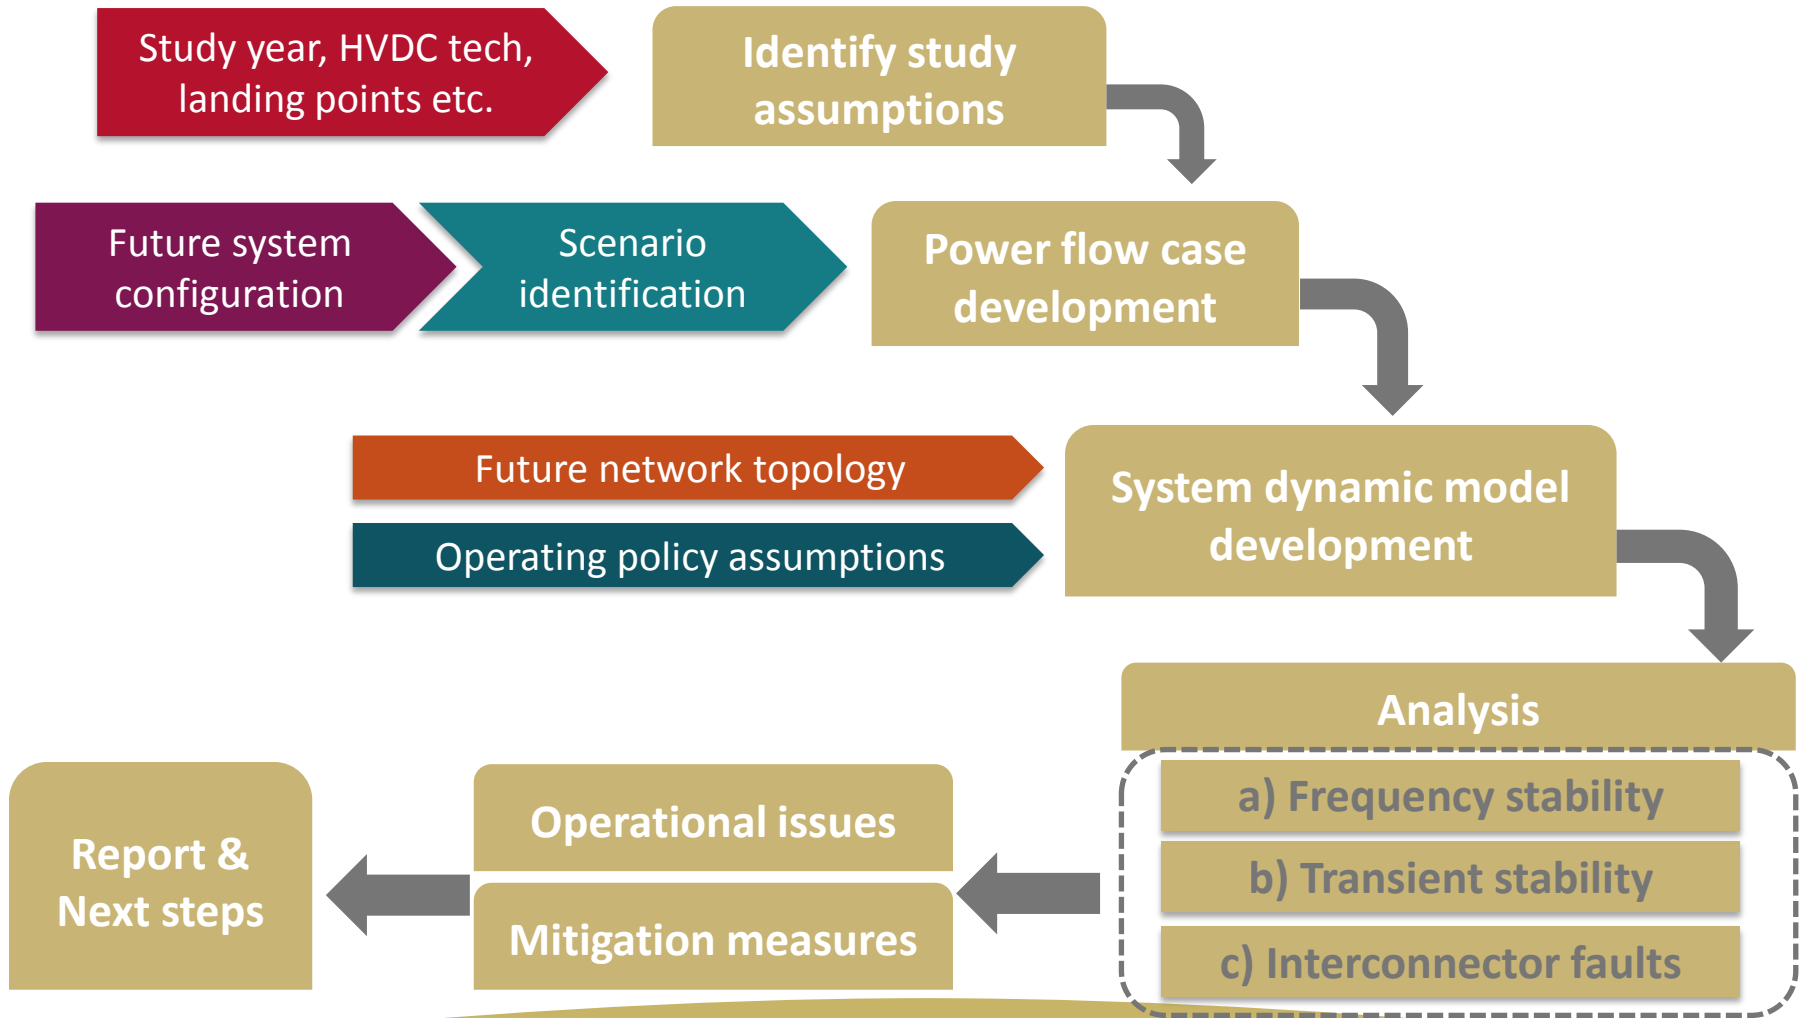 Study year, HVDC tech,
landing points etc.
Identify study
assumptions
Future system
configuration
Scenario
identification
Power flow case
development
Future network topology
Operating policy assumptions
System dynamic model
development
Analysis
a) Frequency stability
b) Transient stability
c) Interconnector faults
Operational issues
Mitigation measures
Report &
Next steps